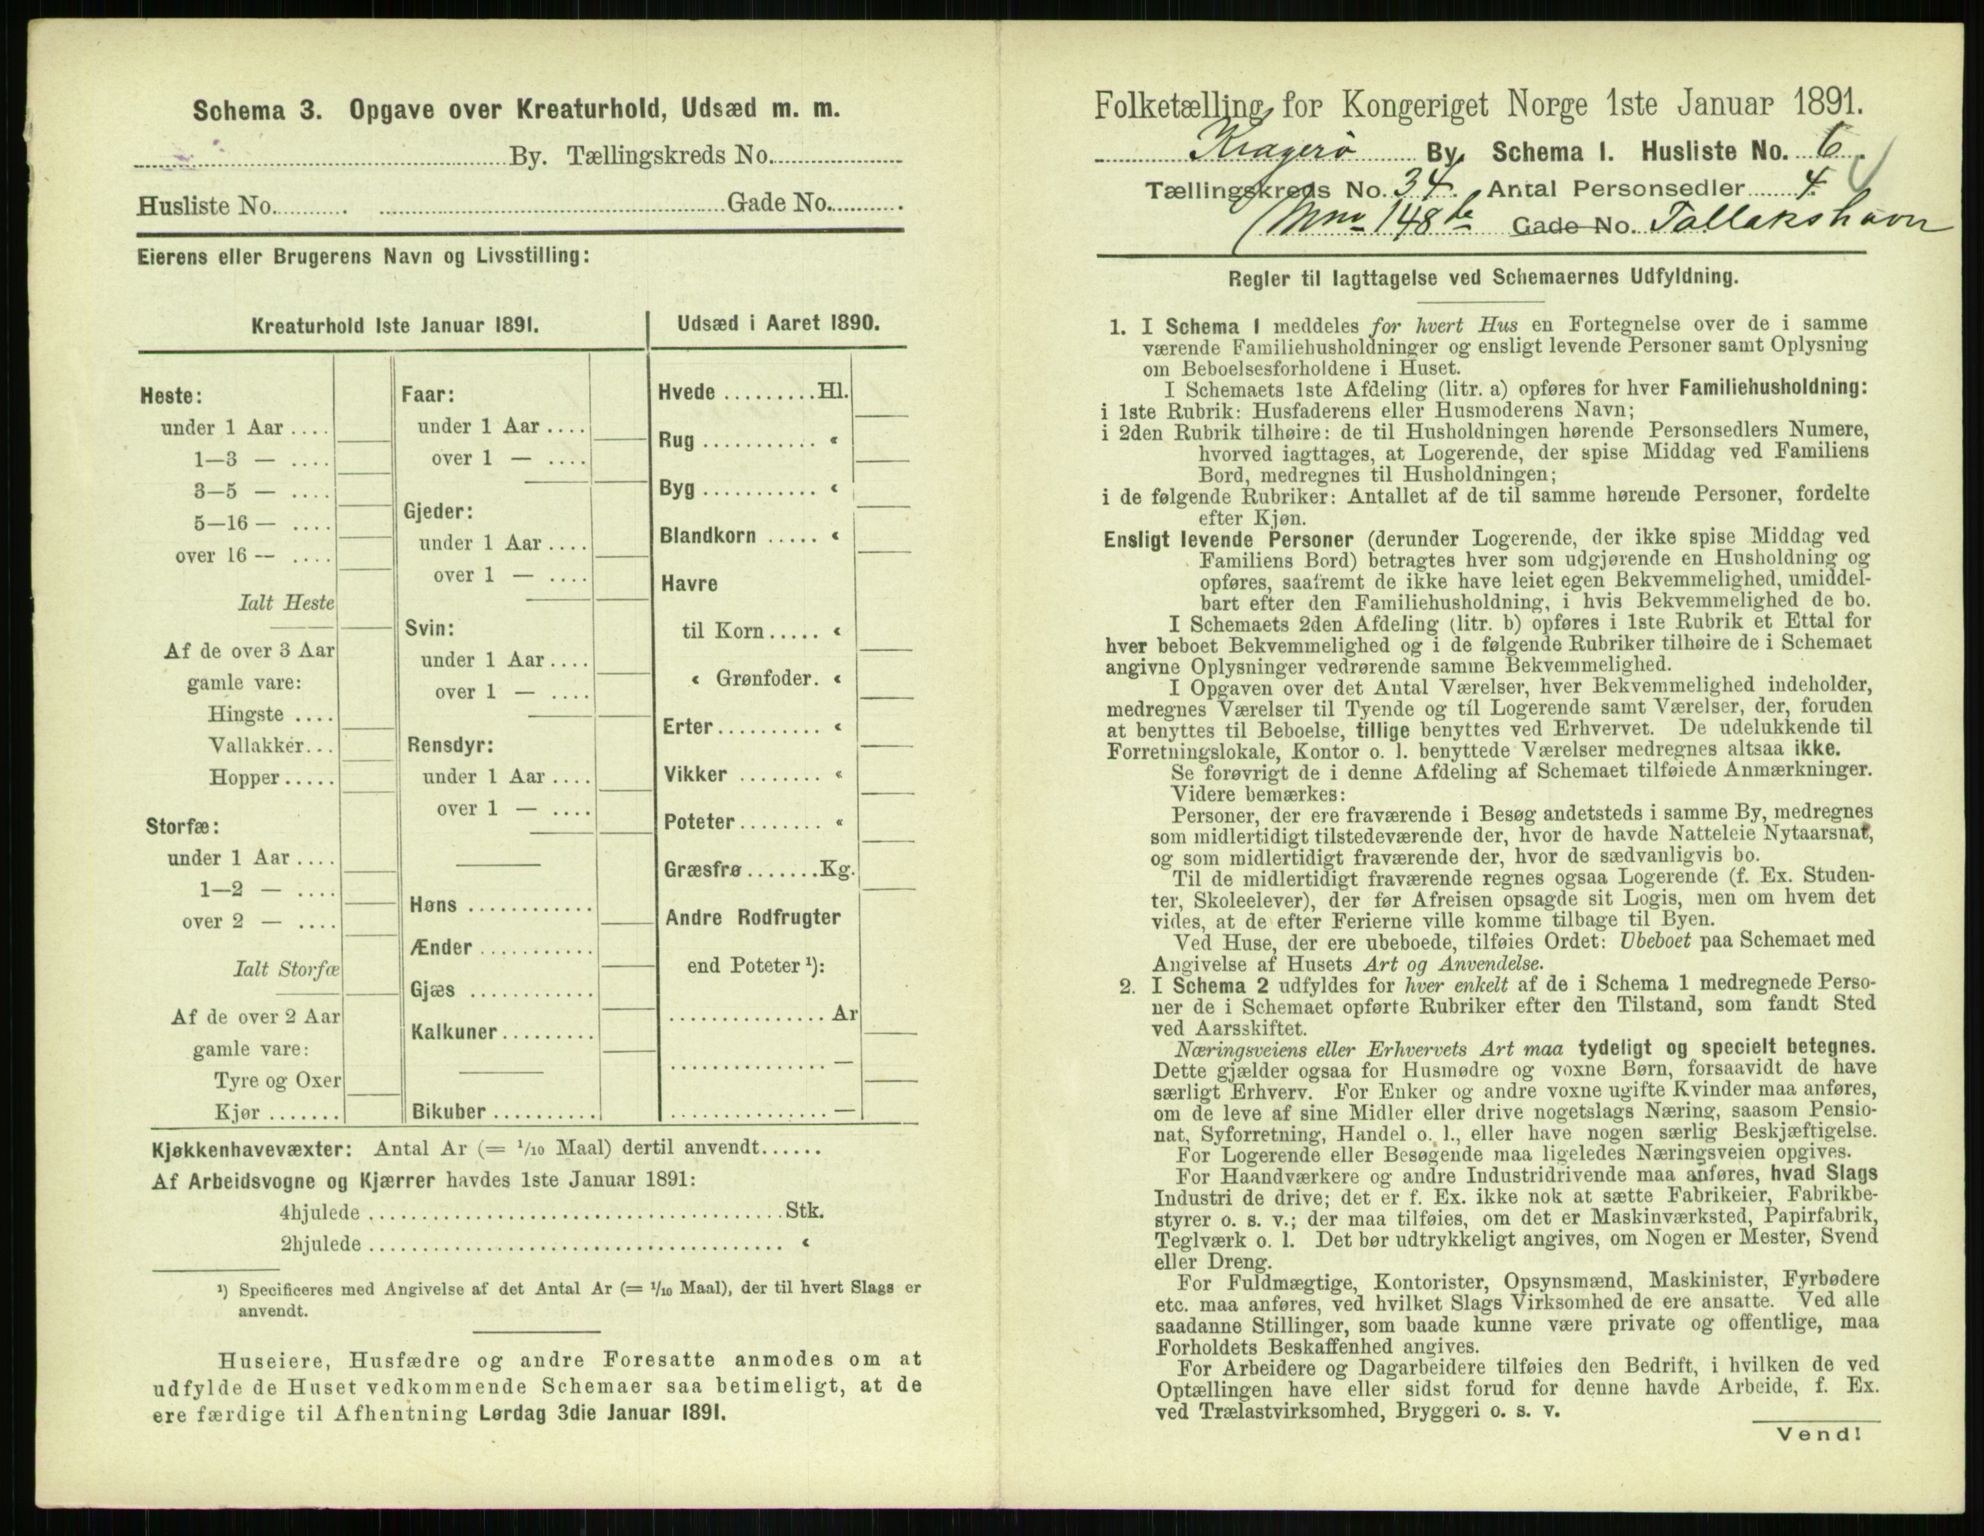 Schema 3. Opgave over Kreaturhold, Udsæd m. m.
By. Tællingskreds No.
Husliste No. Gade No.
Eierens eller Brugerens Navn og Livsstilling:
Kreaturhold 1ste Januar 1891.
Heste:
under 1 Aar ....
1—3 — ....
3—5 — ....
5—16 — ....
over 16 — ....
Ialt Heste
Af de over 3 Aar
gamle vare:
Hingste ....
Vallakker...
Hopper.....
Storfæ:
under 1 Aar ....
1—2 — ....
over 2 — ....
Ialt Storfæ
Af de over 2 Aar
gamle vare:
Tyre og Oxer
Kjør .......
Faar:
under 1 Aar ....
over 1 — ....
Gjeder:
under 1 Aar ....
over 1 — ....
Svin:
under 1 Aar ....
over 1 — ....
Rensdyr:
under 1 Aar ....
over 1 — ....
Høns ............
Ænder ...........
Gjæs ............
Kalkuner.........
Bikuber ..........
Udsæd i Aaret 1890.
Hvede .........Hl.
Rug ........... «
Byg ........... «
Blandkorn ..... «
Havre
til Korn ..... «
« Grønfoder. «
Erter.......... «
Vikker ........ «
Poteter........ «
Græsfrø .......Kg.
Andre Rodfrugter
end Poteter ¹):
............... Ar
............... —
............... —
Kjøkkenhavevæxter: Antal Ar (= 1/10 Maal) dertil anvendt......
Af Arbeidsvogne og Kjærrer havdes 1ste Januar 1891:
4hjulede ....................................... Stk.
2hjulede ....................................... «
¹) Specificeres med Angivelse af det Antal Ar (= 1/10 Maal), der til hvert Slags er
anvendt.
Huseiere, Husfædre og andre Foresatte anmodes om at
udfylde de Huset vedkommende Schemaer saa betimeligt, at de
ere færdige til Afhentning Lørdag 3die Januar 1891.
Folketælling for Kongeriget Norge 1ste Januar 1891.
Kragerø By. Schema 1. Husliste No. 6
Tællingskreds No. 34. Antal Personsedler 4
Mno 148 be Gade No. Tallakshavn
Regler til Iagttagelse ved Schemaernes Udfyldning.
1. I Schema 1 meddeles for hvert Hus en Fortegnelse over de i samme
værende Familiehusholdninger og ensligt levende Personer samt Oplysning
om Beboelsesforholdene i Huset.
I Schemaets 1ste Afdeling (litr. a) opføres for hver Familiehusholdning:
i 1ste Rubrik: Husfaderens eller Husmoderens Navn;
i 2den Rubrik tilhøire: de til Husholdningen hørende Personsedlers Numere,
hvorved iagttages, at Logerende, der spise Middag ved Familiens
Bord, medregnes til Husholdningen;
i de følgende Rubriker: Antallet af de til samme hørende Personer, fordelte
efter Kjøn.
Ensligt levende Personer (derunder Logerende, der ikke spise Middag ved
Familiens Bord) betragtes hver som udgjørende en Husholdning og
opføres, saafremt de ikke have leiet egen Bekvemmelighed, umiddel-
bart efter den Familiehusholdning, i hvis Bekvemmelighed de bo.
I Schemaets 2den Afdeling (litr. b) opføres i 1ste Rubrik et Ettal for
hver beboet Bekvemmelighed og i de følgende Rubriker tilhøire de i Schemaet
angivne Oplysninger vedrørende samme Bekvemmelighed.
I Opgaven over det Antal Værelser, hver Bekvemmelighed indeholder,
medregnes Værelser til Tyende og til Logerende samt Værelser, der, foruden
at benyttes til Beboelse, tillige benyttes ved Erhvervet. De udelukkende til
Forretningslokale, Kontor o. l. benyttede Værelser medregnes altsaa ikke.
Se forøvrigt de i denne Afdeling af Schemaet tilføiede Anmærkninger.
Videre bemærkes:
Personer, der ere fraværende i Besøg andetsteds i samme By, medregnes
som midlertidigt tilstedeværende der, hvor de havde Natteleie Nytaarsnat,
og som midlertidigt fraværende der, hvor de sædvanligvis bo.
Til de midlertidigt fraværende regnes ogsaa Logerende (f. Ex. Studen-
ter, Skoleelever), der før Afreisen opsagde sit Logis, men om hvem det
vides, at de efter Ferierne ville komme tilbage til Byen.
Ved Huse, der ere ubeboede, tilføies Ordet: Ubeboet paa Schemaet med
Angivelse af Husets Art og Anvendelse.
2. I Schema 2 udfyldes for hver enkelt af de i Schema 1 medregnede Perso-
ner de i Schemaet opførte Rubriker efter den Tilstand, som fandt Sted
ved Aarsskiftet.
Næringsveiens eller Erhvervets Art maa tydeligt og specielt betegnes.
Dette gjælder ogsaa for Husmødre og voxne Børn, forsaavidt de have
særligt Erhverv. For Enker og andre voxne ugifte Kvinder maa anføres,
om de leve af sine Midler eller drive nogetslags Næring, saasom Pensio-
nat, Syforretning, Handel o. l., eller have nogen særlig Beskjæftigelse.
For Logerende eller Besøgende maa ligeledes Næringsveien opgives.
For Haandværkere og andre Industridrivende maa anføres, hvad Slags
Industri de drive; det er f. Ex. ikke nok at sætte Fabrikeier, Fabrikbe-
styrer o. s. v.; der maa tilføies, om det er Maskinværksted, Papirfabrik,
Teglværk o. l. Det bør udtrykkeligt angives, om Nogen er Mester, Svend
eller Dreng.
For Fuldmægtige, Kontorister, Opsynsmænd, Maskinister, Fyrbødere
etc. maa anføres, ved hvilket Slags Virksomhed de ere ansatte. Ved alle
saadanne Stillinger, som baade kunne være private og offentlige, maa
Forholdets Beskaffenhed angives.
For Arbeidere og Dagarbeidere tilføies den Bedrift, i hvilken de ved
Optællingen have eller sidst forud for denne havde Arbeide, f. Ex.
ved Trælastvirksomhed, Bryggeri o. s. v.
Vend!